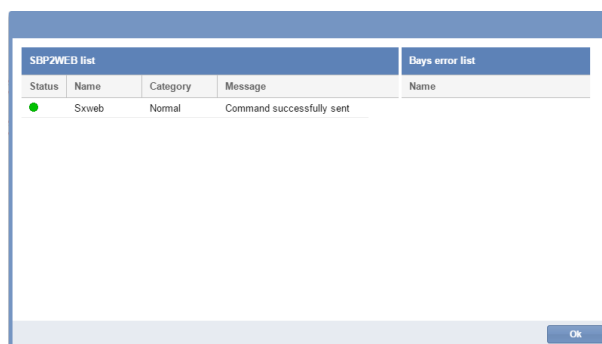 SBP2WEB list Bays error list
Status Name Category Message Name
Sxweb Normal Command successfully sent
Ok